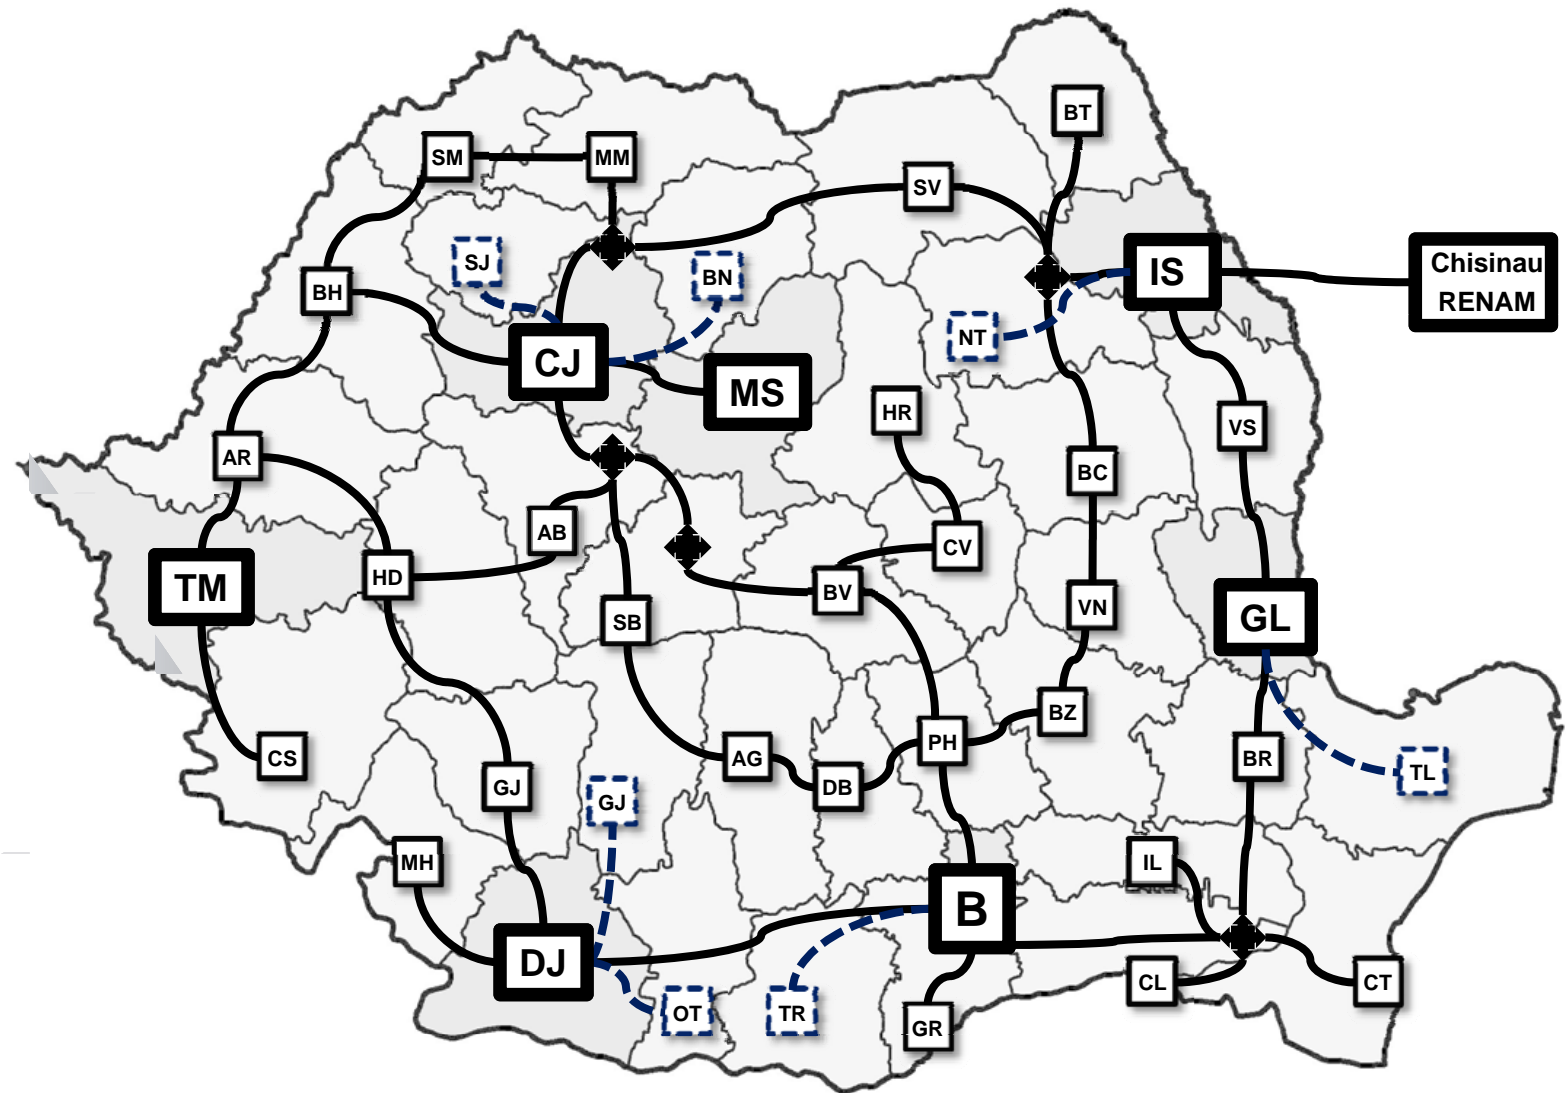 BT
SM
MM
SV
SJ
BN
IS
Chisinau
RENAM
BH
NT
CJ
MS
HR
VS
AR
BC
AB
CV
HD
TM
BV
VN
SB
GL
BZ
PH
CS
AG
BR
TL
GJ
DB
GJ
MH
IL
B
DJ
CL
CT
OT
TR
GR